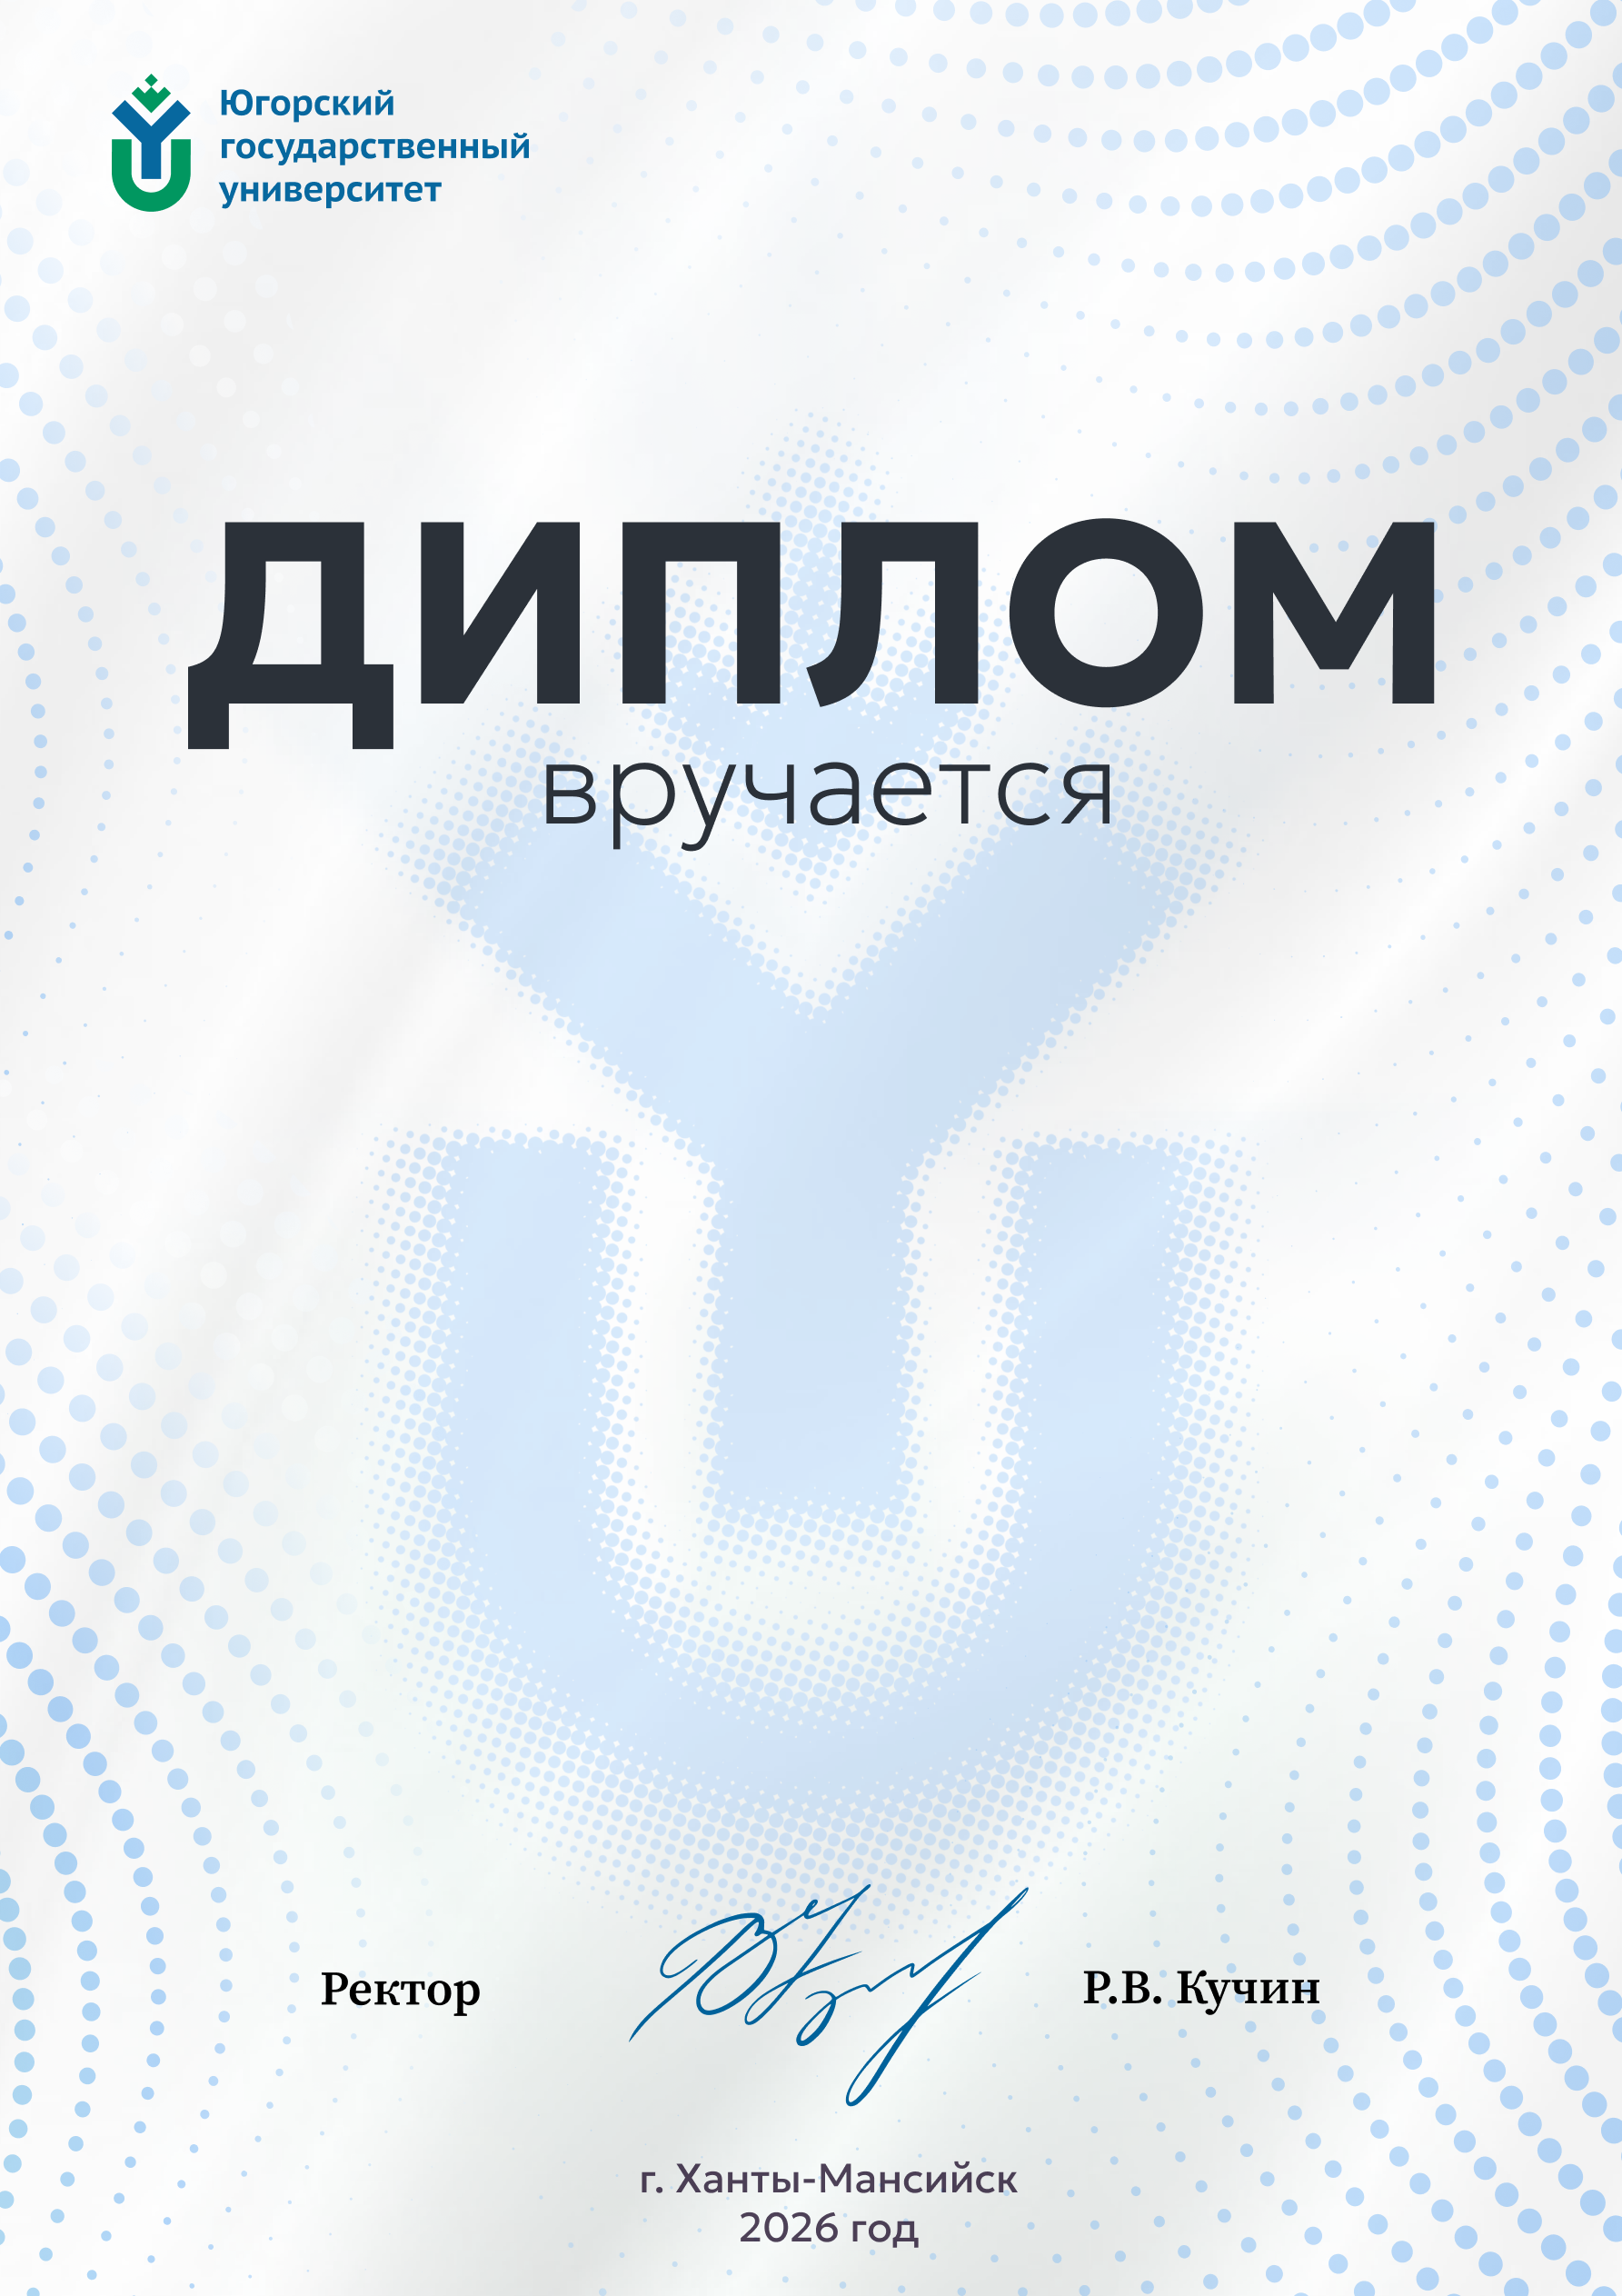 Югорский
государственный
университет
ДИПЛОМ
вручается
Ректор
Р.В. Кучин
г. Ханты-Мансийск
2026 год